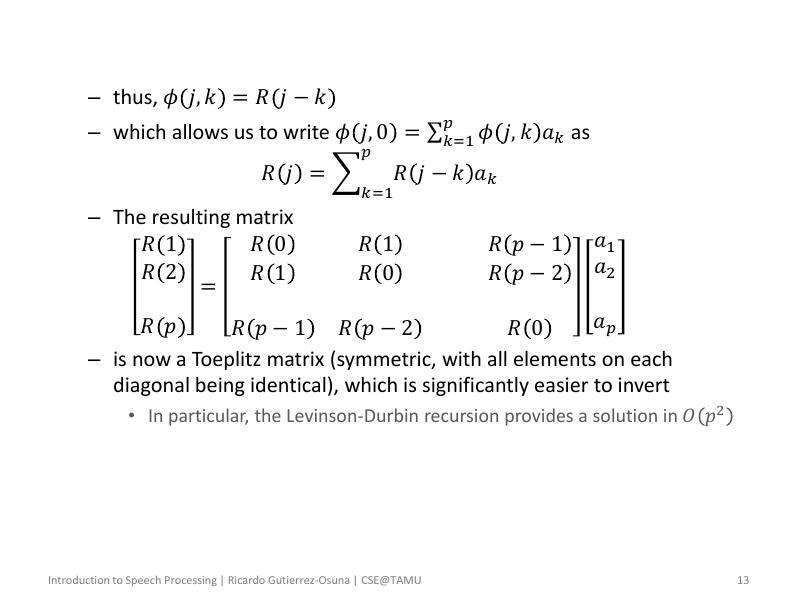 – thus, 𝜙(𝑗, 𝑘) = 𝑅(𝑗 − 𝑘)
– which allows us to write 𝜙(𝑗, 0) = ∑ₖ₌₁ᵖ 𝜙(𝑗, 𝑘)𝑎ₖ as
𝑅(𝑗) = ∑ₖ₌₁ᵖ 𝑅(𝑗 − 𝑘)𝑎ₖ
– The resulting matrix
[𝑅(1) [𝑅(0) 𝑅(1) 𝑅(𝑝 − 1)] [𝑎₁]
𝑅(2) = 𝑅(1) 𝑅(0) 𝑅(𝑝 − 2) 𝑎₂
𝑅(𝑝)] 𝑅(𝑝 − 1) 𝑅(𝑝 − 2) 𝑅(0)] 𝑎ₚ]
– is now a Toeplitz matrix (symmetric, with all elements on each
diagonal being identical), which is significantly easier to invert
• In particular, the Levinson-Durbin recursion provides a solution in 𝑂(𝑝²)
Introduction to Speech Processing | Ricardo Gutierrez-Osuna | CSE@TAMU
13